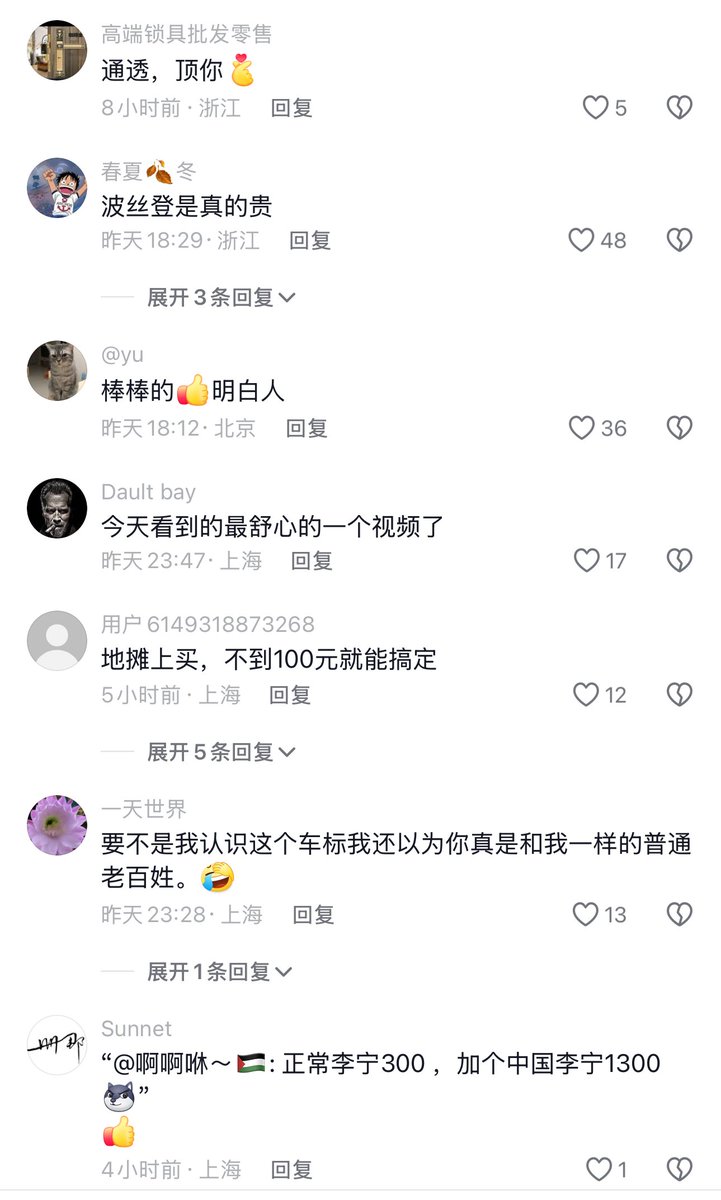 高端锁具批发零售
通透，顶你🫰
8小时前 · 浙江 回复 5
春夏🍂冬
波丝登是真的贵
昨天18:29 · 浙江 回复 48
展开3条回复
@yu
棒棒的👍明白人
昨天18:12 · 北京 回复 36
Dault bay
今天看到的最舒心的一个视频了
昨天23:47 · 上海 回复 17
用户6149318873268
地摊上买，不到100元就能搞定
5小时前 · 上海 回复 12
展开5条回复
一天世界
要不是我认识这个车标我还以为你真是和我一样的普通
老百姓。🤣
昨天23:28 · 上海 回复 13
展开1条回复
Sunnet
“@啊啊咻～🇵🇸: 正常李宁300 ，加个中国李宁1300
🐺”
👍
4小时前 · 上海 回复 1